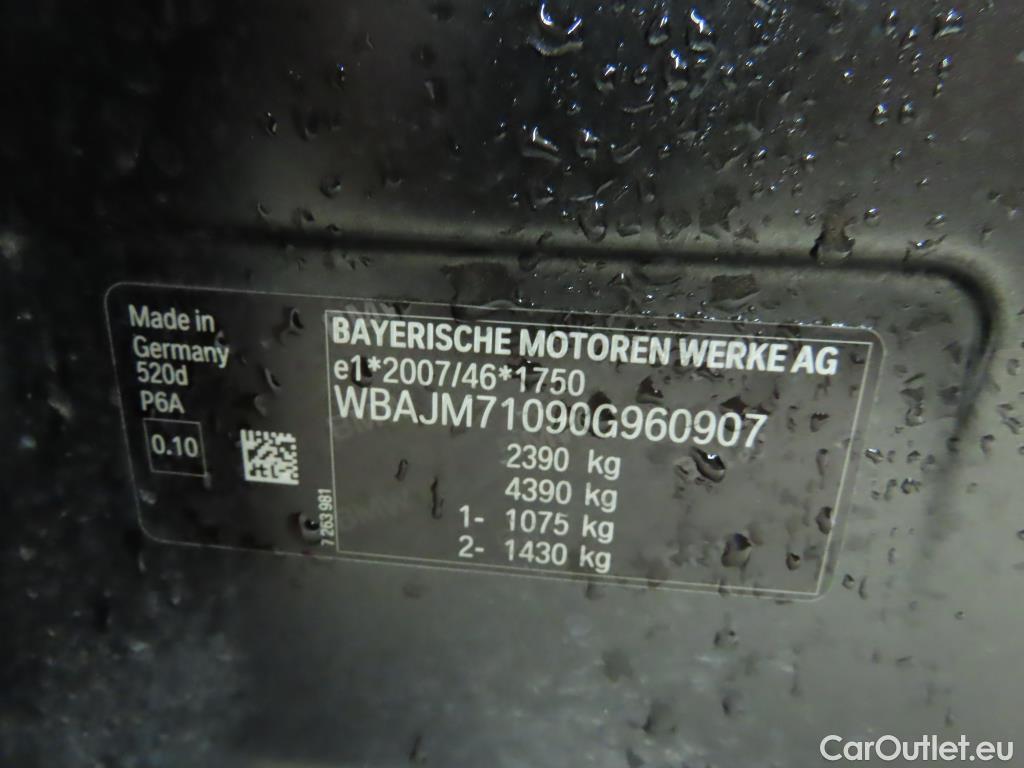 Made in
Germany
520d
P6A
0.10
7 263 981
BAYERISCHE MOTOREN WERKE AG
e1*2007/46*1750
WBAJM71090G960907
2390 kg
4390 kg
1- 1075 kg
2- 1430 kg
CarOutlet.eu